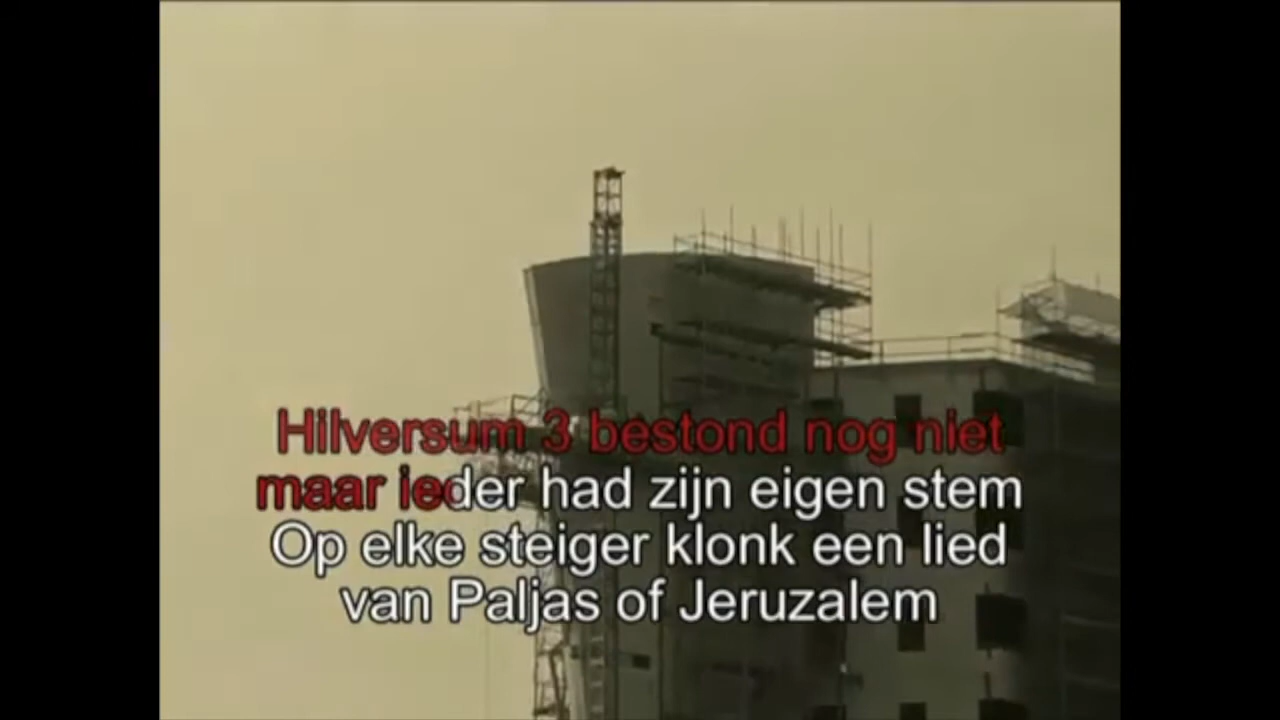 Hilversum 3 bestond nog niet
maar ieder had zijn eigen stem
Op elke steiger klonk een lied
van Paljas of Jeruzalem